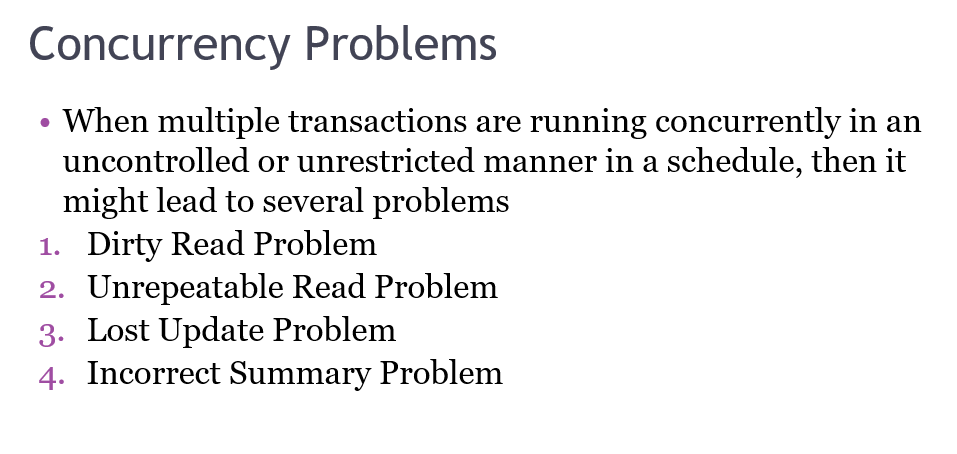 Concurrency Problems
• When multiple transactions are running concurrently in an
uncontrolled or unrestricted manner in a schedule, then it
might lead to several problems
1. Dirty Read Problem
2. Unrepeatable Read Problem
3. Lost Update Problem
4. Incorrect Summary Problem